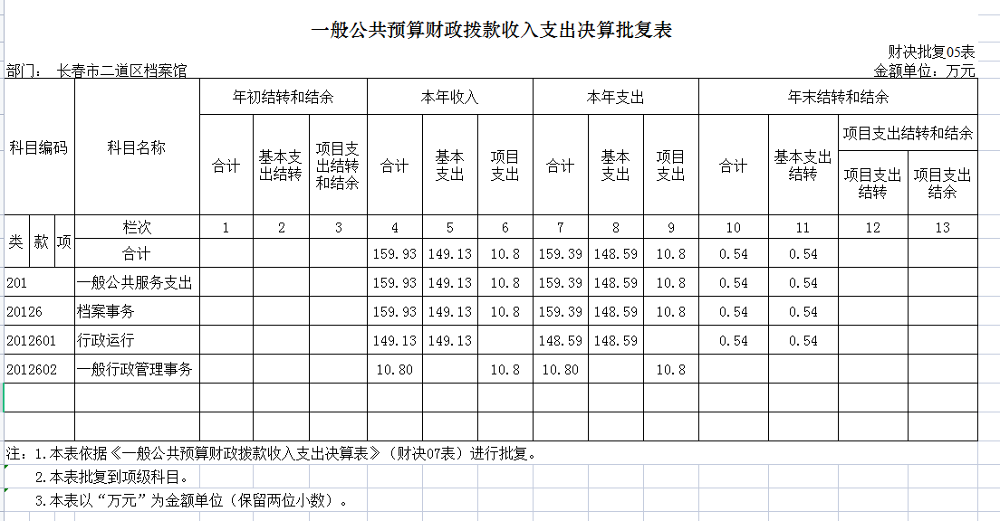 一般公共预算财政拨款收入支出决算批复表
财决批复05表
部门： 长春市二道区档案馆 金额单位：万元
科目编码 科目名称 年初结转和结余 本年收入 本年支出 年末结转和结余
合计 基本支出结转 项目支出结转和结余 合计 基本支出 项目支出 合计 基本支出 项目支出 合计 基本支出结转 项目支出结转和结余
项目支出结转 项目支出结余
类 款 项 栏次 1 2 3 4 5 6 7 8 9 10 11 12 13
合计 159.93 149.13 10.8 159.39 148.59 10.8 0.54 0.54
201 一般公共服务支出 159.93 149.13 10.8 159.39 148.59 10.8 0.54 0.54
20126 档案事务 159.93 149.13 10.8 159.39 148.59 10.8 0.54 0.54
2012601 行政运行 149.13 149.13 148.59 148.59 0.54 0.54
2012602 一般行政管理事务 10.80 10.8 10.80 10.8
注：1.本表依据《一般公共预算财政拨款收入支出决算表》（财决07表）进行批复。
2.本表批复到项级科目。
3.本表以“万元”为金额单位（保留两位小数）。